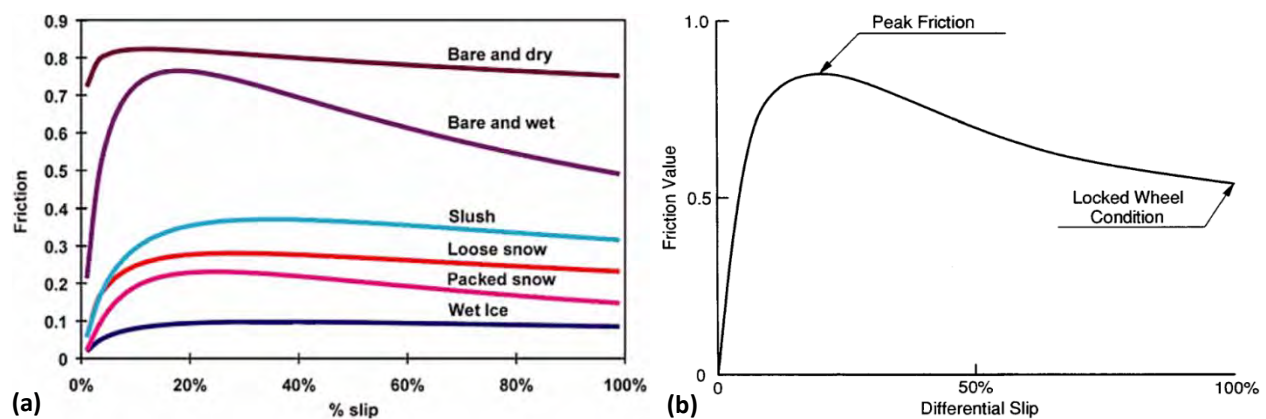 0.9
0.8
0.7
0.6
0.5
0.4
0.3
0.2
0.1
0
Friction
Bare and dry
Bare and wet
Slush
Loose snow
Packed snow
Wet Ice
0%
20%
40%
60%
80%
100%
% slip
(a)
1.0
0.5
Friction Value
Peak Friction
Locked Wheel
Condition
0
50%
100%
Differential Slip
(b)